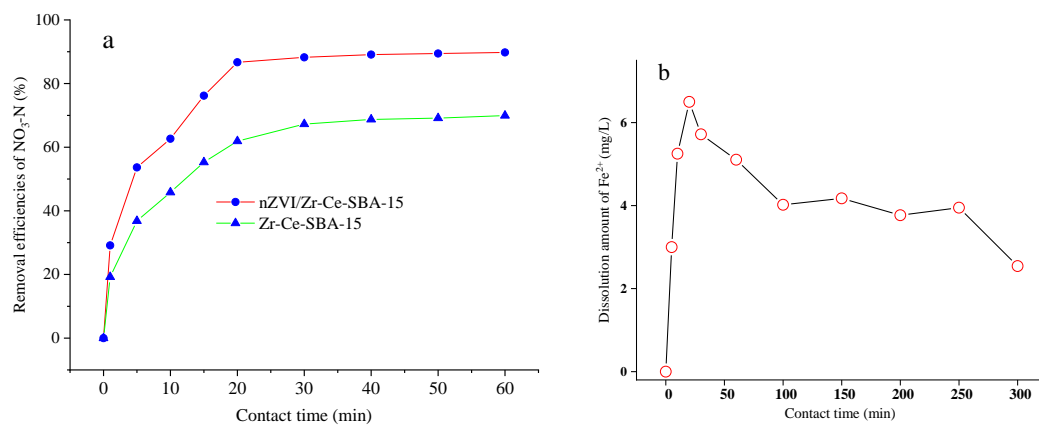 a
Removal efficiencies of NO₃-N (%)
100
80
60
40
20
0
nZVI/Zr-Ce-SBA-15
Zr-Ce-SBA-15
0 10 20 30 40 50 60
Contact time (min)
b
Dissolution amount of Fe²⁺ (mg/L)
6
4
2
0
0 50 100 150 200 250 300
Contact time (min)